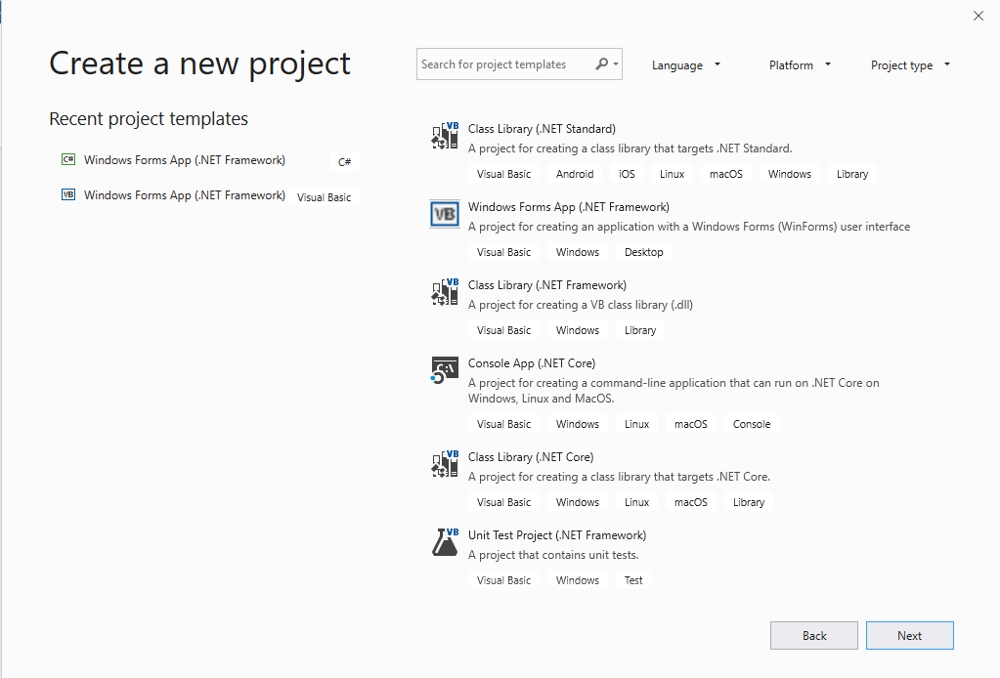 Create a new project
Search for project templates
Language
Platform
Project type
Recent project templates
C# Windows Forms App (.NET Framework) C#
VB Windows Forms App (.NET Framework) Visual Basic
VB
Class Library (.NET Standard)
A project for creating a class library that targets .NET Standard.
Visual Basic Android iOS Linux macOS Windows Library
VB
Windows Forms App (.NET Framework)
A project for creating an application with a Windows Forms (WinForms) user interface
Visual Basic Windows Desktop
VB
Class Library (.NET Framework)
A project for creating a VB class library (.dll)
Visual Basic Windows Library
C:\
Console App (.NET Core)
A project for creating a command-line application that can run on .NET Core on
Windows, Linux and MacOS.
Visual Basic Windows Linux macOS Console
VB
Class Library (.NET Core)
A project for creating a class library that targets .NET Core.
Visual Basic Windows Linux macOS Library
VB
Unit Test Project (.NET Framework)
A project that contains unit tests.
Visual Basic Windows Test
Back
Next